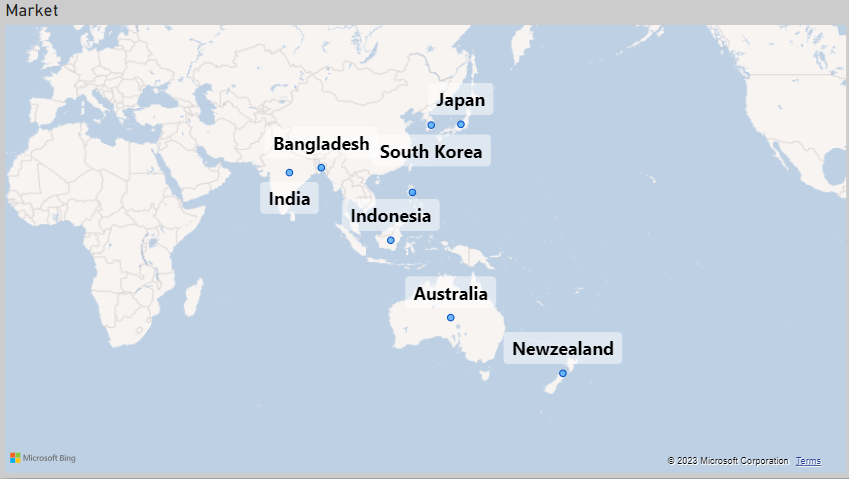 Market
Japan
Bangladesh
South Korea
India
Indonesia
Australia
Newzealand
Microsoft Bing
© 2023 Microsoft Corporation Terms